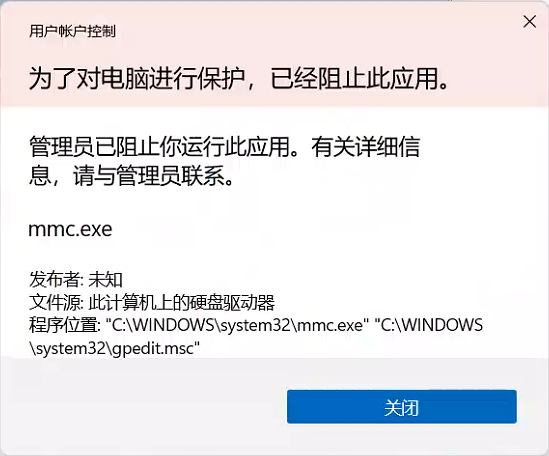 用户帐户控制
为了对电脑进行保护，已经阻止此应用。
管理员已阻止你运行此应用。有关详细信
息，请与管理员联系。
mmc.exe
发布者: 未知
文件源: 此计算机上的硬盘驱动器
程序位置: "C:\WINDOWS\system32\mmc.exe" "C:\WINDOWS
\system32\gpedit.msc"
关闭